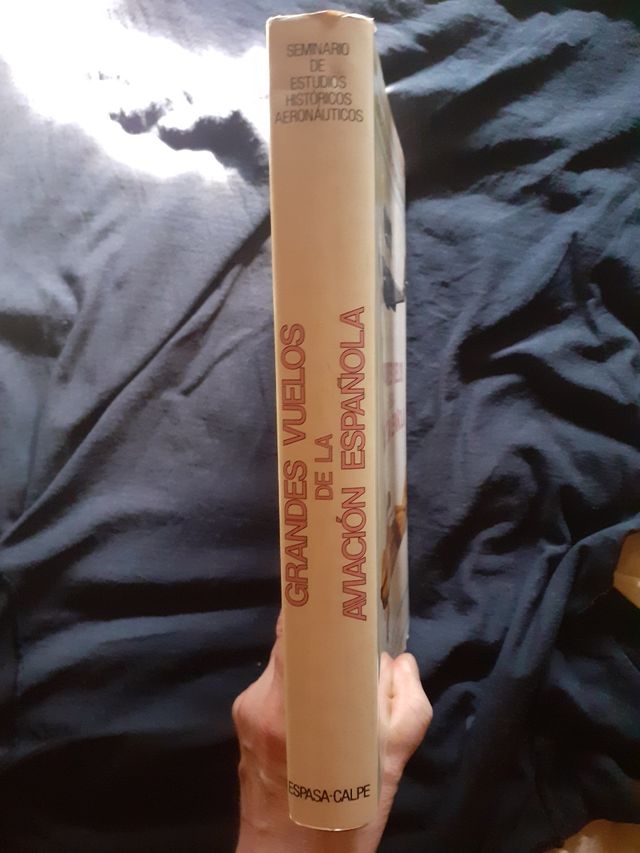 SEMINARIO
DE
ESTUDIOS
HISTÓRICOS
AERONÁUTICOS
GRANDES VUELOS
DE LA
AVIACIÓN ESPAÑOLA
ESPASA-CALPE